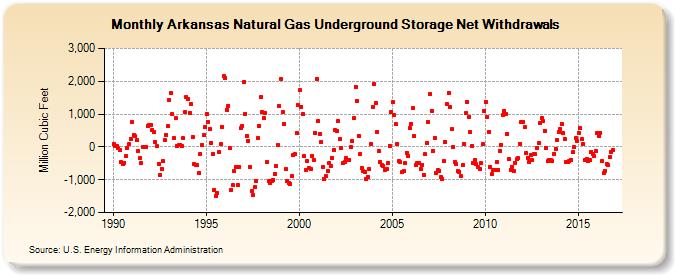 Monthly Arkansas Natural Gas Underground Storage Net Withdrawals
Million Cubic Feet
3,000
2,000
1,000
0
-1,000
-2,000
1990 1995 2000 2005 2010 2015
Source: U.S. Energy Information Administration